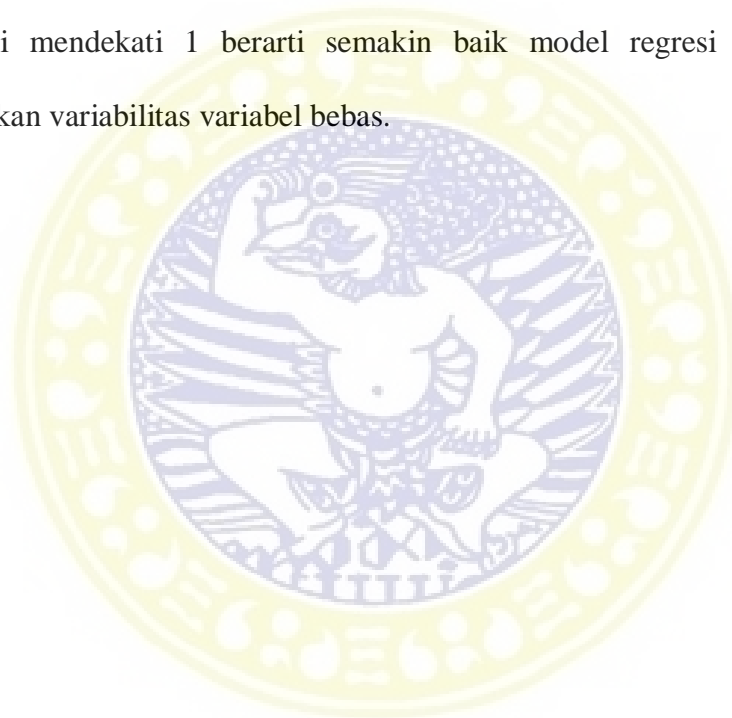 i mendekati 1 berarti semakin baik model regresi
kan variabilitas variabel bebas.